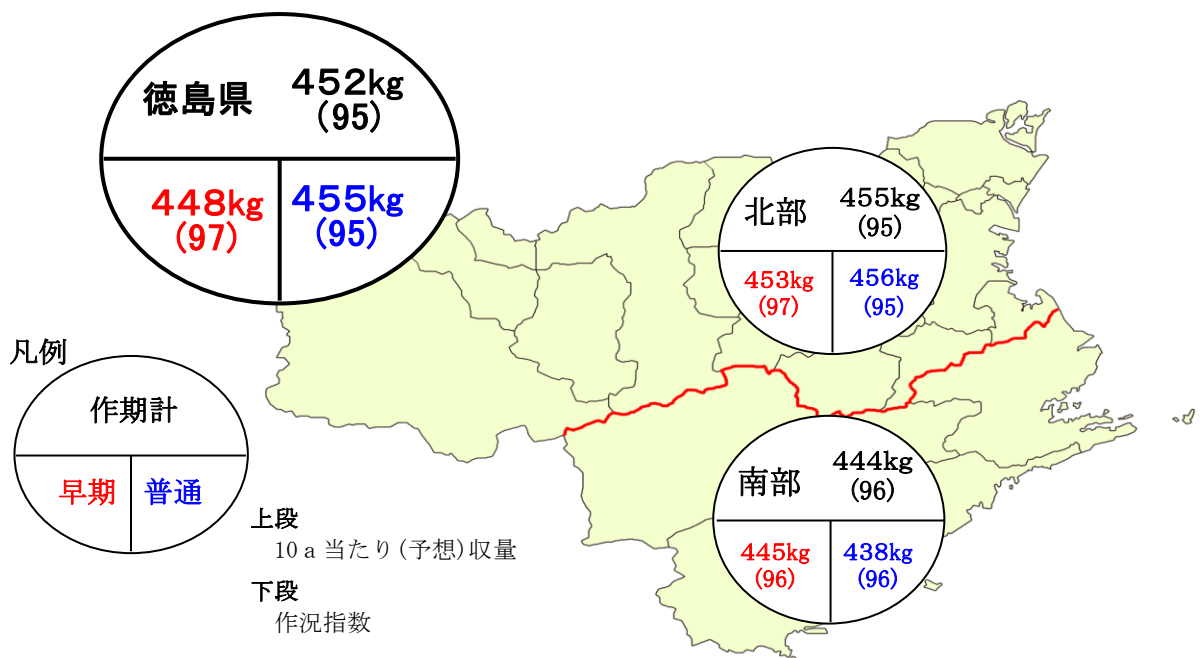 徳島県 452kg
(95)
448kg 455kg
(97) (95)
北部 455kg
(95)
453kg 456kg
(97) (95)
凡例
作期計
早期 普通
上段
10a当たり(予想)収量
下段
作況指数
南部 444kg
(96)
445kg 438kg
(96) (96)